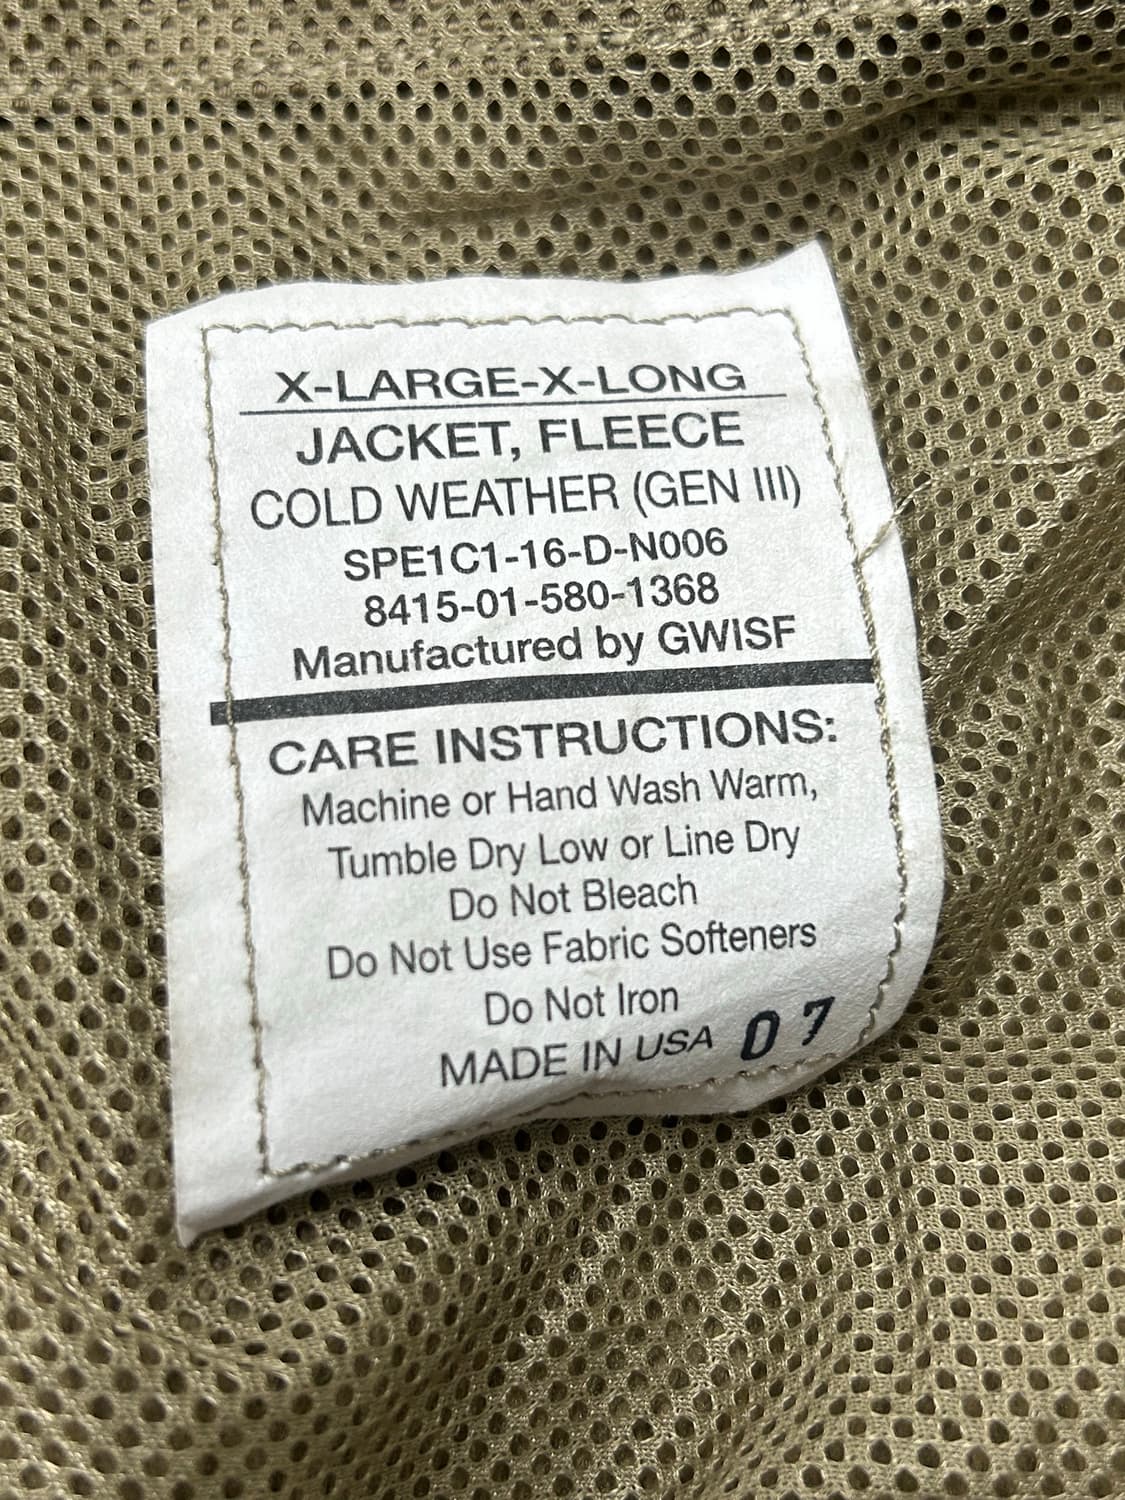 X-LARGE-X-LONG
JACKET, FLEECE
COLD WEATHER (GEN III)
SPE1C1-16-D-N006
8415-01-580-1368
Manufactured by GWISF
CARE INSTRUCTIONS:
Machine or Hand Wash Warm,
Tumble Dry Low or Line Dry
Do Not Bleach
Do Not Use Fabric Softeners
Do Not Iron
MADE IN USA 07